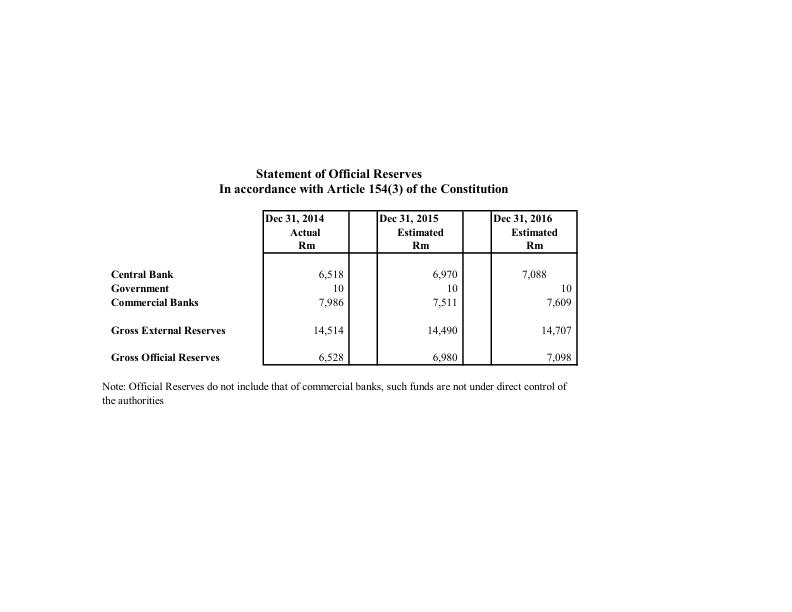 Statement of Official Reserves
In accordance with Article 154(3) of the Constitution
Dec 31, 2014 Dec 31, 2015 Dec 31, 2016
Actual Estimated Estimated
Rm Rm Rm
Central Bank 6,518 6,970 7,088
Government 10 10 10
Commercial Banks 7,986 7,511 7,609
Gross External Reserves 14,514 14,490 14,707
Gross Official Reserves 6,528 6,980 7,098
Note: Official Reserves do not include that of commercial banks, such funds are not under direct control of
the authorities